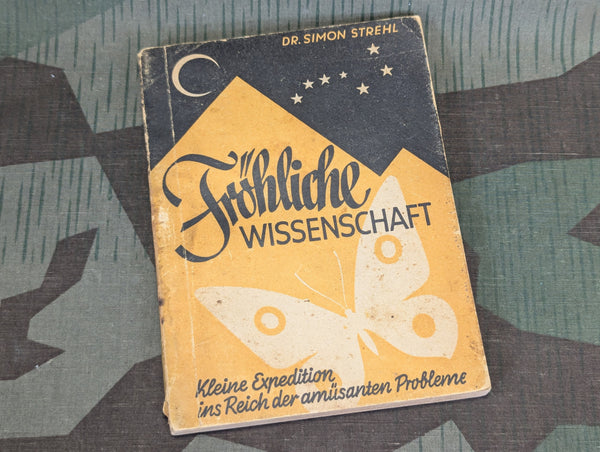 DR. SIMON STREHL
Fröhliche
WISSENSCHAFT
Kleine Expedition
ins Reich der amüsanten Probleme